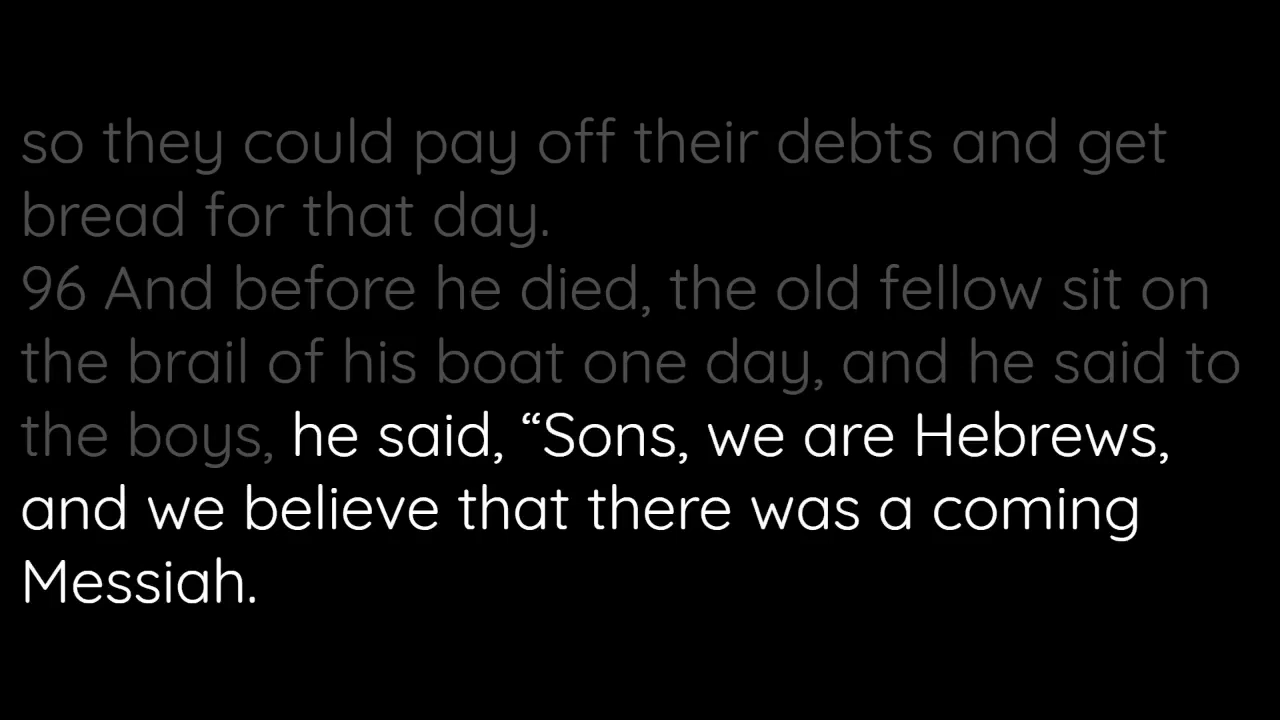 so they could pay off their debts and get
bread for that day.
96 And before he died, the old fellow sit on
the brail of his boat one day, and he said to
the boys, he said, “Sons, we are Hebrews,
and we believe that there was a coming
Messiah.